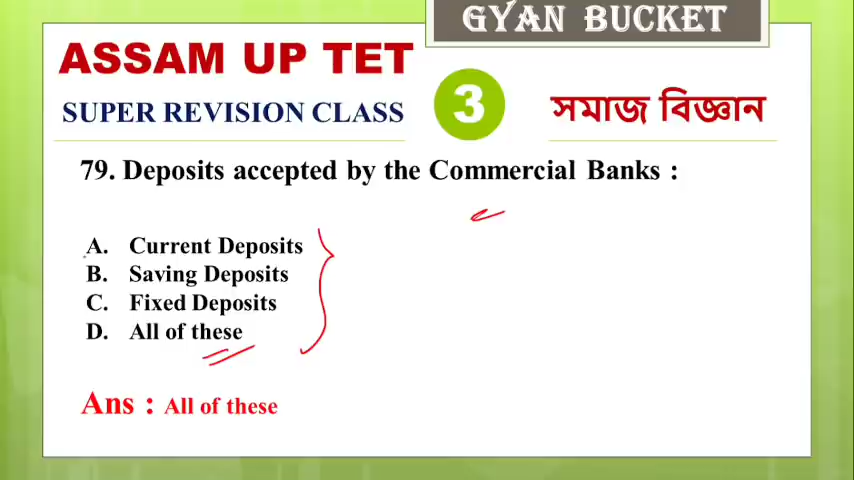 GYAN BUCKET
ASSAM UP TET
SUPER REVISION CLASS
3
সমাজ বিজ্ঞান
79. Deposits accepted by the Commercial Banks :
A. Current Deposits
B. Saving Deposits
C. Fixed Deposits
D. All of these
Ans : All of these